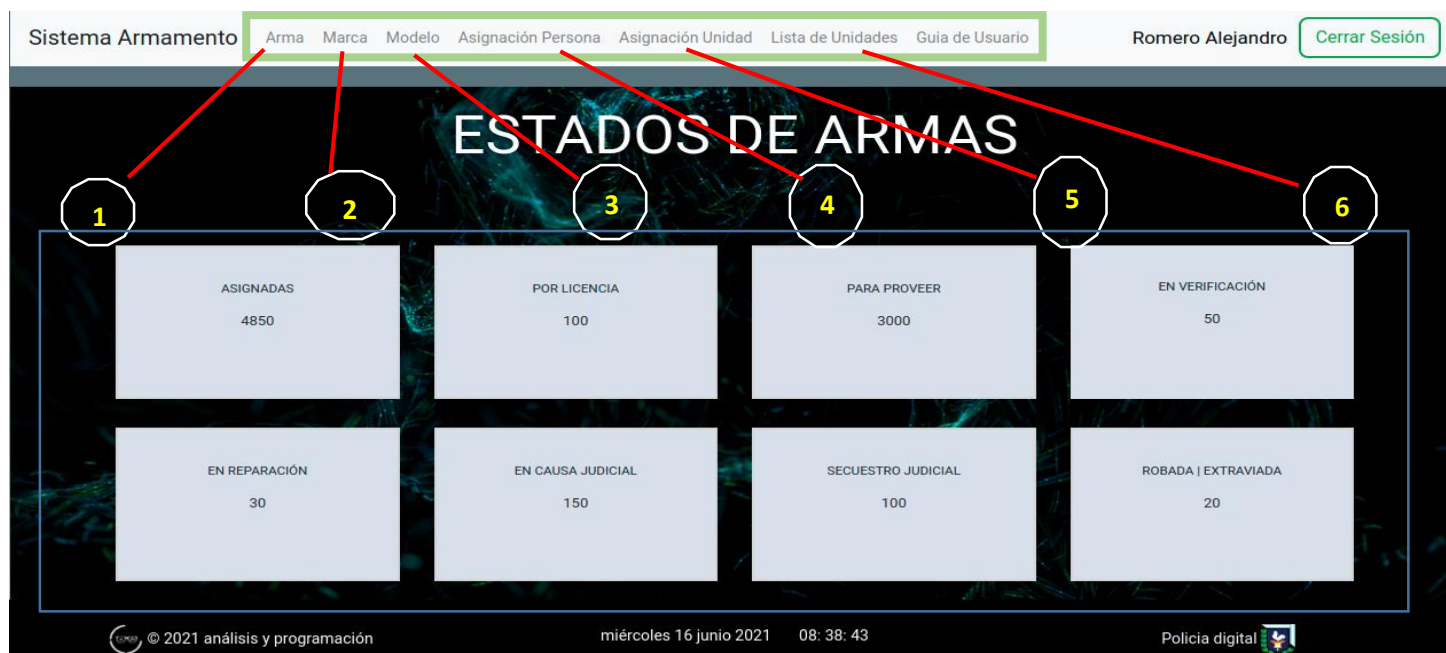 Sistema Armamento Arma Marca Modelo Asignación Persona Asignación Unidad Lista de Unidades Guia de Usuario Romero Alejandro Cerrar Sesión
ESTADOS DE ARMAS
1 2 3 4 5 6
ASIGNADAS POR LICENCIA PARA PROVEER EN VERIFICACIÓN
4850 100 3000 50
EN REPARACIÓN EN CAUSA JUDICIAL SECUESTRO JUDICIAL ROBADA | EXTRAVIADA
30 150 100 20
© 2021 análisis y programación miércoles 16 junio 2021 08: 38: 43 Policia digital